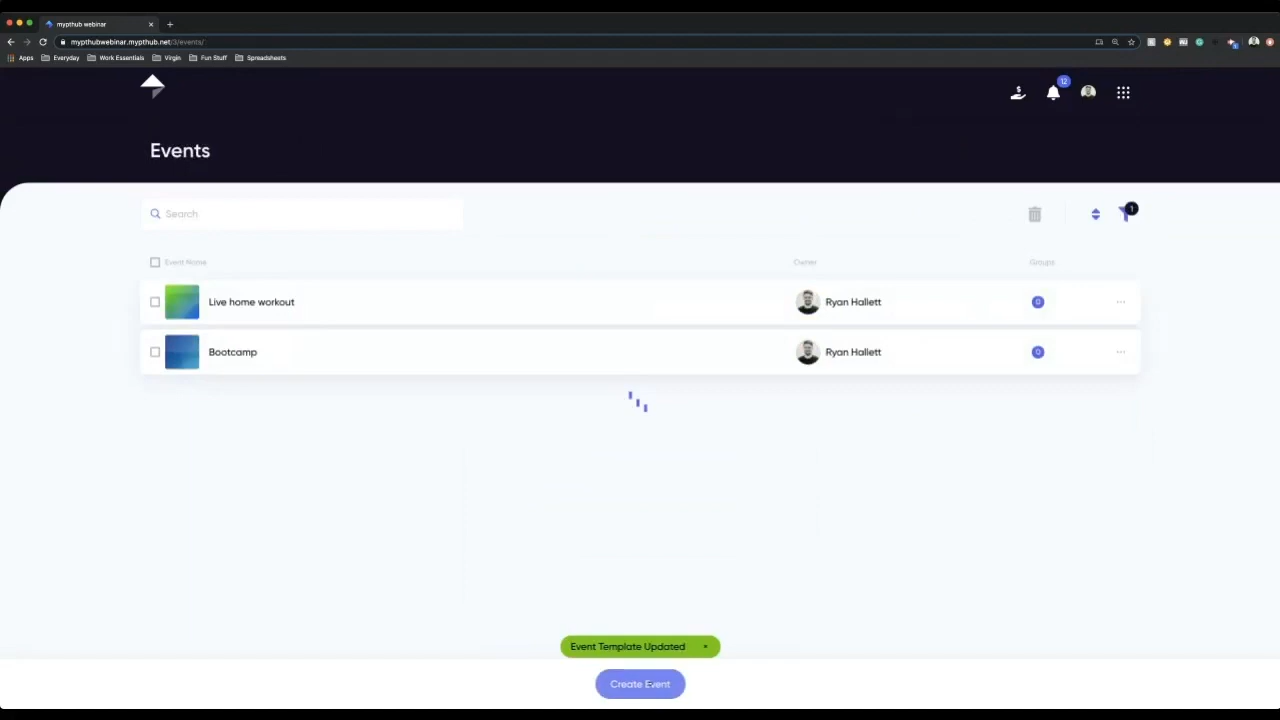 mypthub webinar
mypthubwebinar.mypthub.net/3/events/
Apps Everyday Work Essentials Virgin Fun Stuff Spreadsheets
12
Events
Search
1
Event Name Owner Groups
Live home workout Ryan Hallett 0
Bootcamp Ryan Hallett 0
Event Template Updated
Create Event